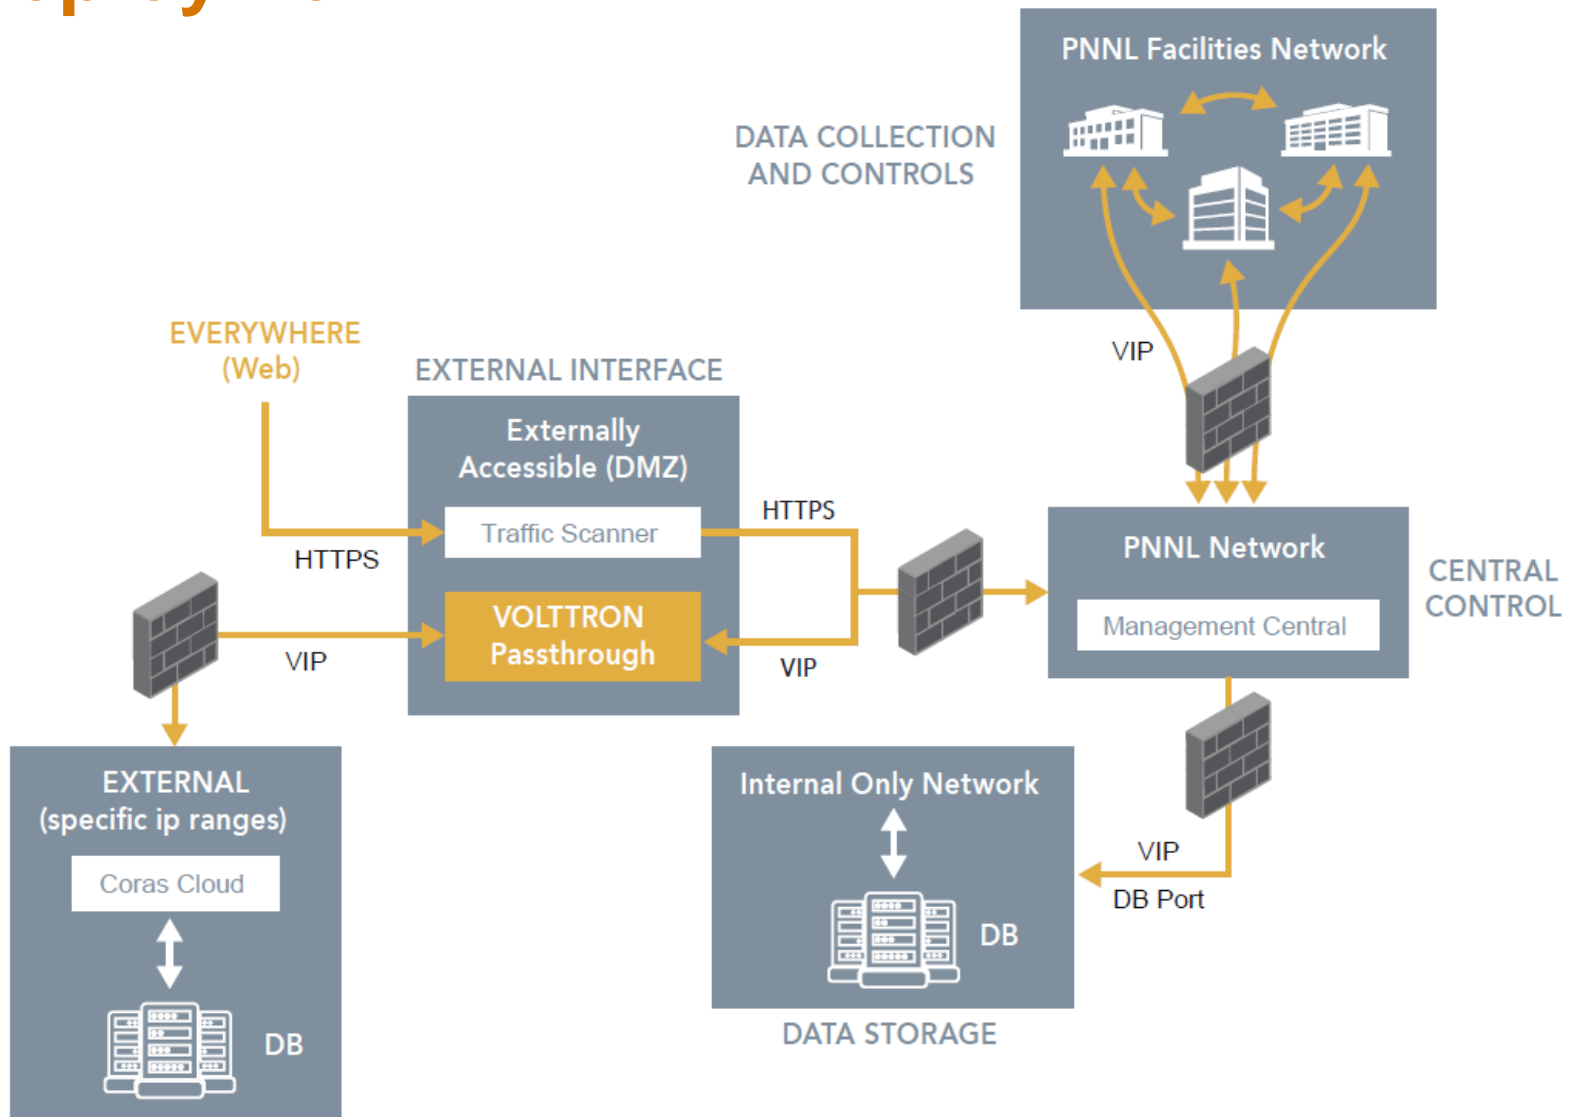 PNNL Facilities Network
DATA COLLECTION
AND CONTROLS
VIP
EVERYWHERE
(Web)
EXTERNAL INTERFACE
Externally
Accessible (DMZ)
Traffic Scanner
HTTPS
HTTPS
VOLTTRON
Passthrough
VIP
VIP
PNNL Network
Management Central
CENTRAL
CONTROL
EXTERNAL
(specific ip ranges)
Coras Cloud
DB
Internal Only Network
DB
VIP
DB Port
DATA STORAGE